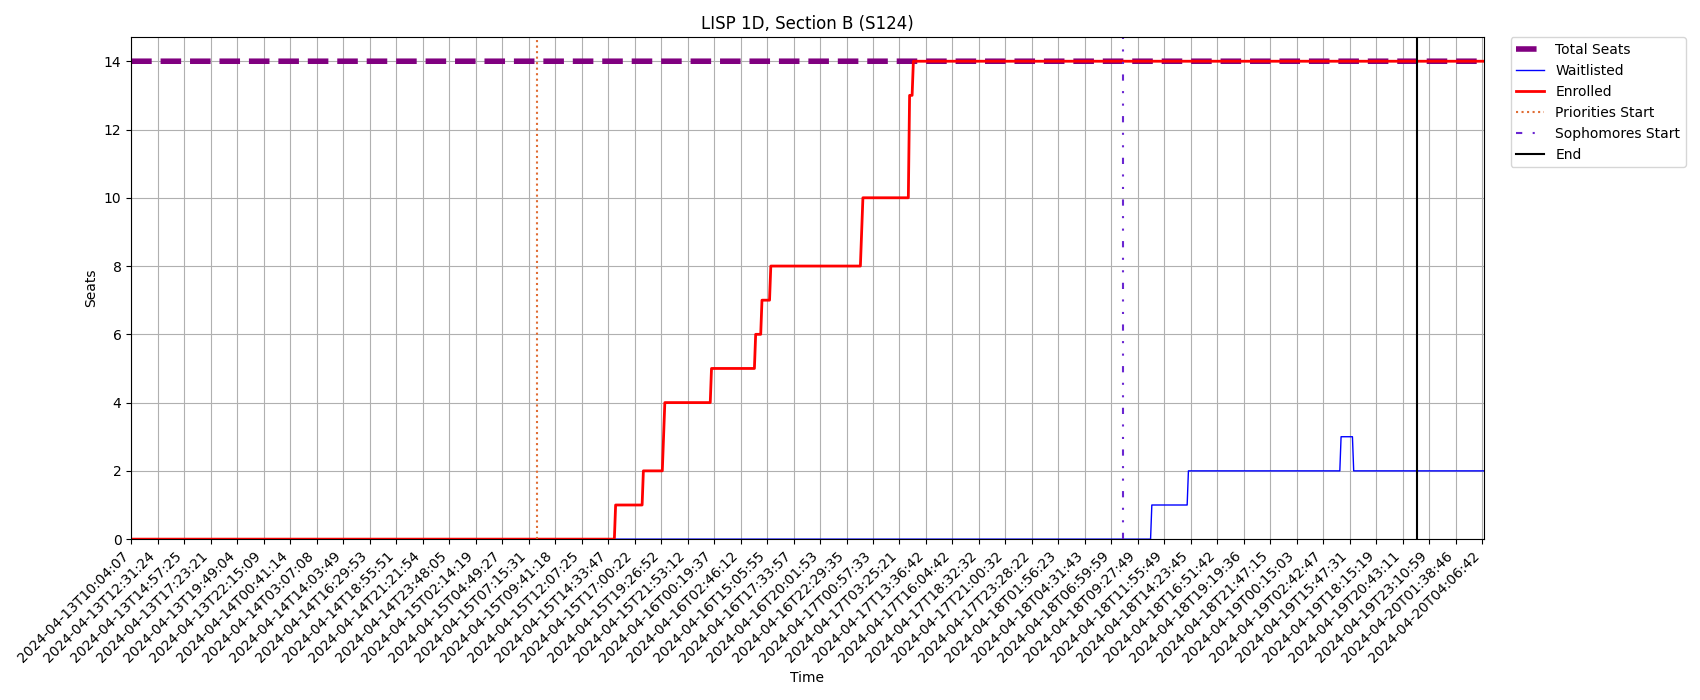 LISP 1D, Section B (S124)
Total Seats
Waitlisted
Enrolled
Priorities Start
Sophomores Start
End
Seats
14
12
10
8
6
4
2
0
2024-04-13T10:04:07
2024-04-13T12:31:24
2024-04-13T14:57:25
2024-04-13T17:23:21
2024-04-13T19:49:04
2024-04-13T22:15:09
2024-04-14T00:41:14
2024-04-14T03:07:08
2024-04-14T14:03:49
2024-04-14T16:29:53
2024-04-14T18:55:51
2024-04-14T21:21:54
2024-04-14T23:48:05
2024-04-15T02:14:19
2024-04-15T04:49:27
2024-04-15T07:15:31
2024-04-15T09:41:18
2024-04-15T12:07:25
2024-04-15T14:33:47
2024-04-15T17:00:22
2024-04-15T19:26:52
2024-04-15T21:53:12
2024-04-16T00:19:37
2024-04-16T02:46:12
2024-04-16T15:05:55
2024-04-16T17:33:57
2024-04-16T20:01:53
2024-04-16T22:29:35
2024-04-17T00:57:33
2024-04-17T03:25:21
2024-04-17T13:36:42
2024-04-17T16:04:42
2024-04-17T18:32:32
2024-04-17T21:00:32
2024-04-17T23:28:22
2024-04-18T01:56:23
2024-04-18T04:31:43
2024-04-18T06:59:59
2024-04-18T09:27:49
2024-04-18T11:55:49
2024-04-18T14:23:45
2024-04-18T16:51:42
2024-04-18T19:19:36
2024-04-18T21:47:15
2024-04-19T00:15:03
2024-04-19T02:42:47
2024-04-19T15:47:31
2024-04-19T18:15:19
2024-04-19T20:43:11
2024-04-19T23:10:59
2024-04-20T01:38:46
2024-04-20T04:06:42
Time